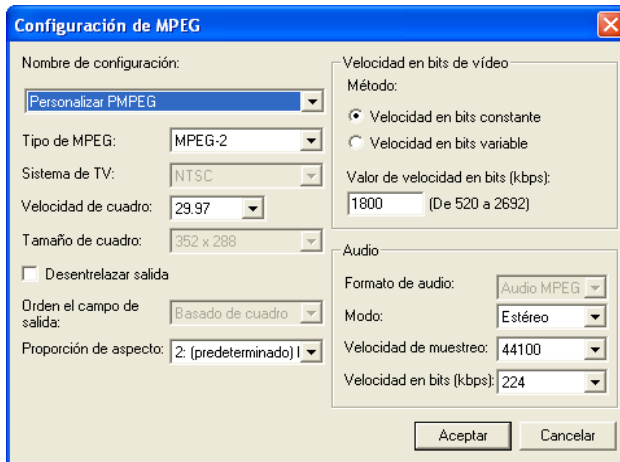 Configuración de MPEG
Nombre de configuración:
Personalizar PMPEG
Tipo de MPEG: MPEG-2
Sistema de TV: NTSC
Velocidad de cuadro: 29.97
Tamaño de cuadro: 352 x 288
Desentrelazar salida
Orden el campo de
salida: Basado de cuadro
Proporción de aspecto: 2: (predeterminado)
Velocidad en bits de vídeo
Método:
Velocidad en bits constante
Velocidad en bits variable
Valor de velocidad en bits (kbps):
1800 (De 520 a 2692)
Audio
Formato de audio: Audio MPEG
Modo: Estéreo
Velocidad de muestreo: 44100
Velocidad en bits (kbps): 224
Aceptar Cancelar